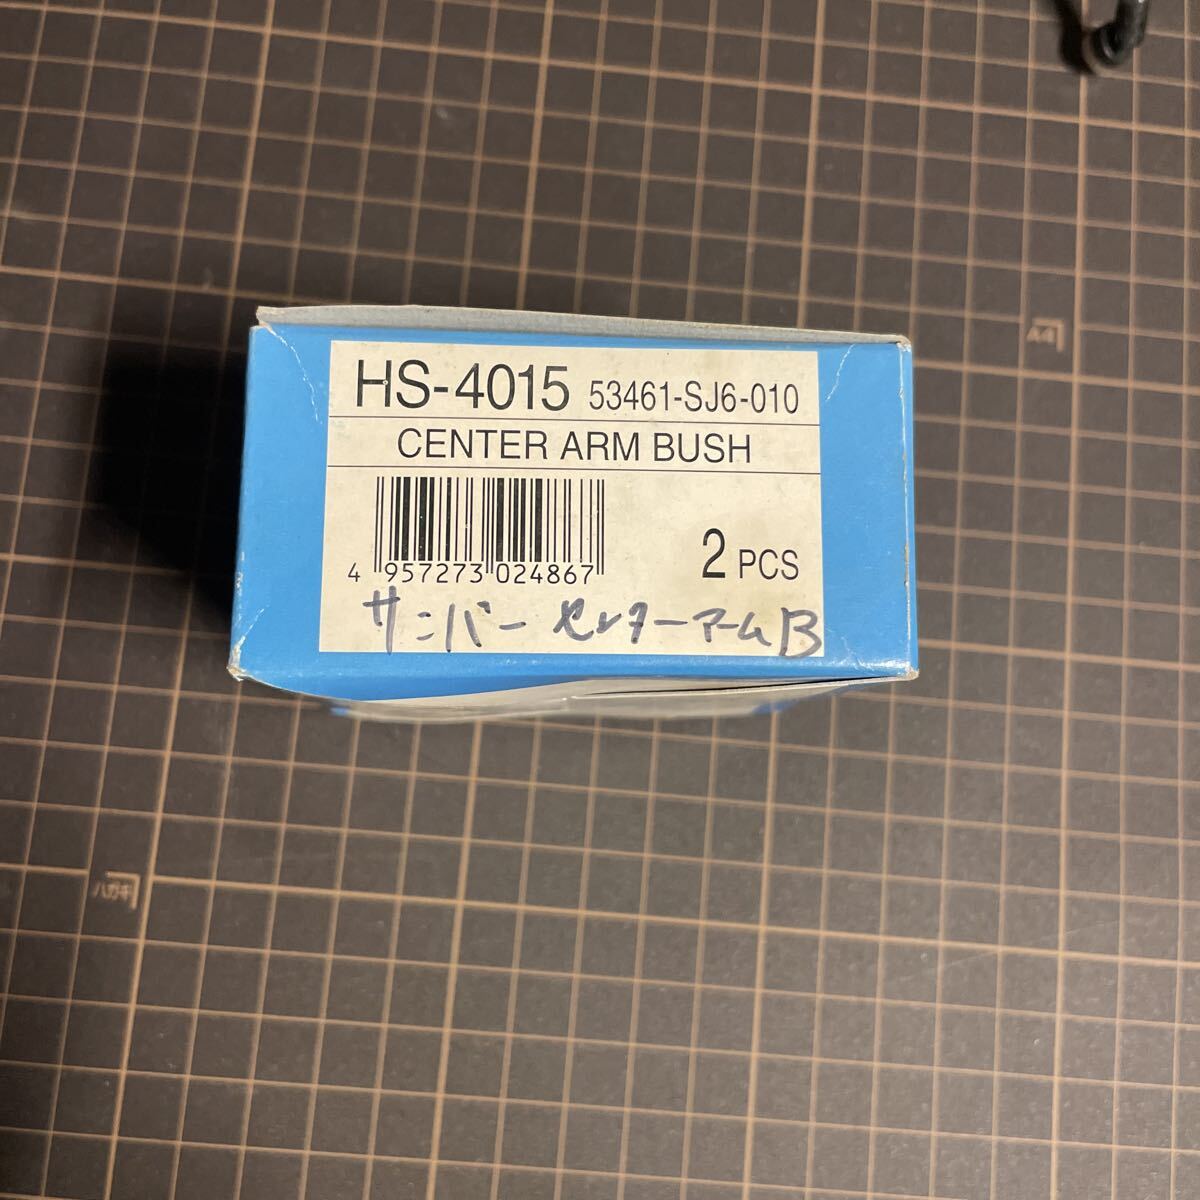 HS-4015 53461-SJ6-010
CENTER ARM BUSH
4 957273 024867
2 PCS
サンバー センターアームB
A4